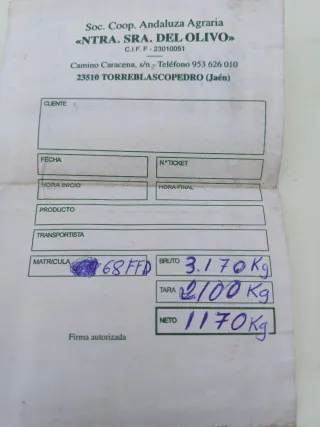 Soc. Coop. Andaluza Agraria
«NTRA. SRA. DEL OLIVO»
C.I.F. F - 23010051
Camino Caracena, s/n.- Teléfono 953 626 010
23510 TORREBLASCOPEDRO (Jaén)
CLIENTE
FECHA N.º TICKET
HORA INICIO HORA FINAL
PRODUCTO
TRANSPORTISTA
MATRICULA 68FFD BRUTO 3.170 Kg
TARA 2100 Kg
NETO 1170 Kg
Firma autorizada